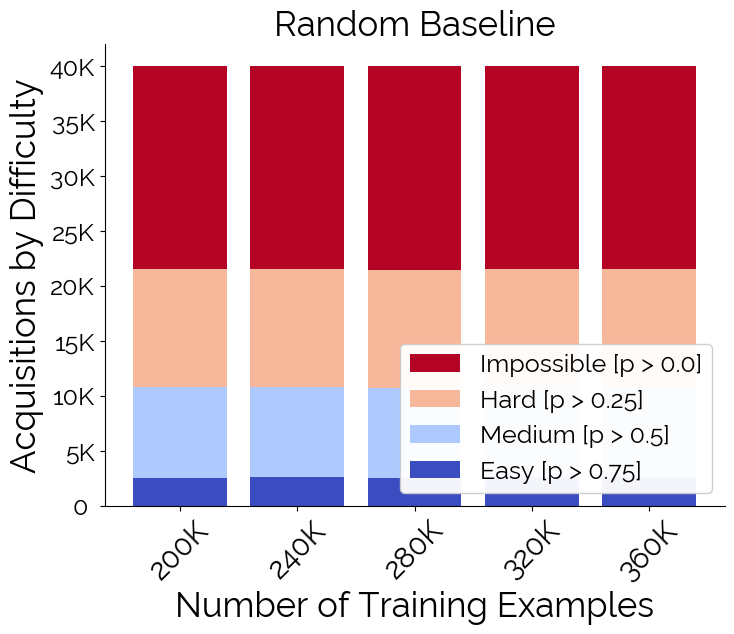 Random Baseline
Acquisitions by Difficulty
40K
35K
30K
25K
20K
15K
10K
5K
0
Impossible [p > 0.0]
Hard [p > 0.25]
Medium [p > 0.5]
Easy [p > 0.75]
200K
240K
280K
320K
360K
Number of Training Examples